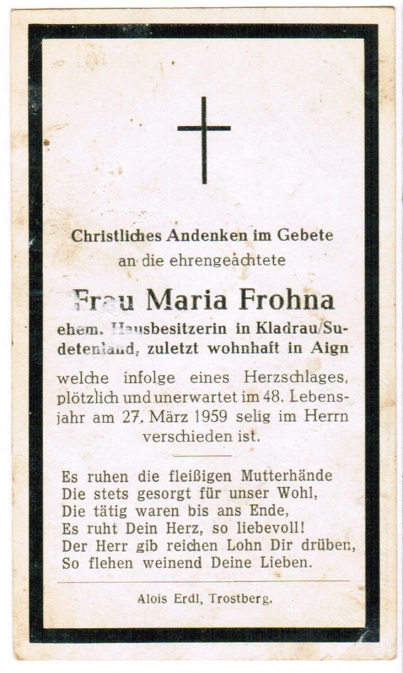 Christliches Andenken im Gebete
an die ehrengeachtete
Frau Maria Frohna
ehem. Hausbesitzerin in Kladrau/Su-
detenland, zuletzt wohnhaft in Aign
welche infolge eines Herzschlages,
plötzlich und unerwartet im 48. Lebens-
jahr am 27. März 1959 selig im Herrn
verschieden ist.
Es ruhen die fleißigen Mutterhände
Die stets gesorgt für unser Wohl,
Die tätig waren bis ans Ende,
Es ruht Dein Herz, so liebevoll!
Der Herr gib reichen Lohn Dir drüben,
So flehen weinend Deine Lieben.
Alois Erdl, Trostberg.